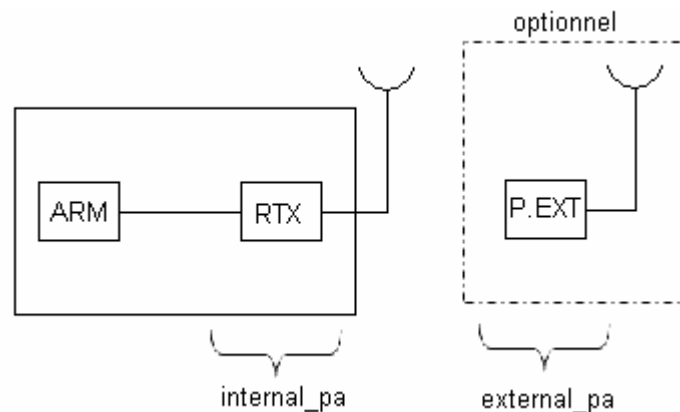 optionnel
ARM
RTX
P.EXT
internal_pa
external_pa